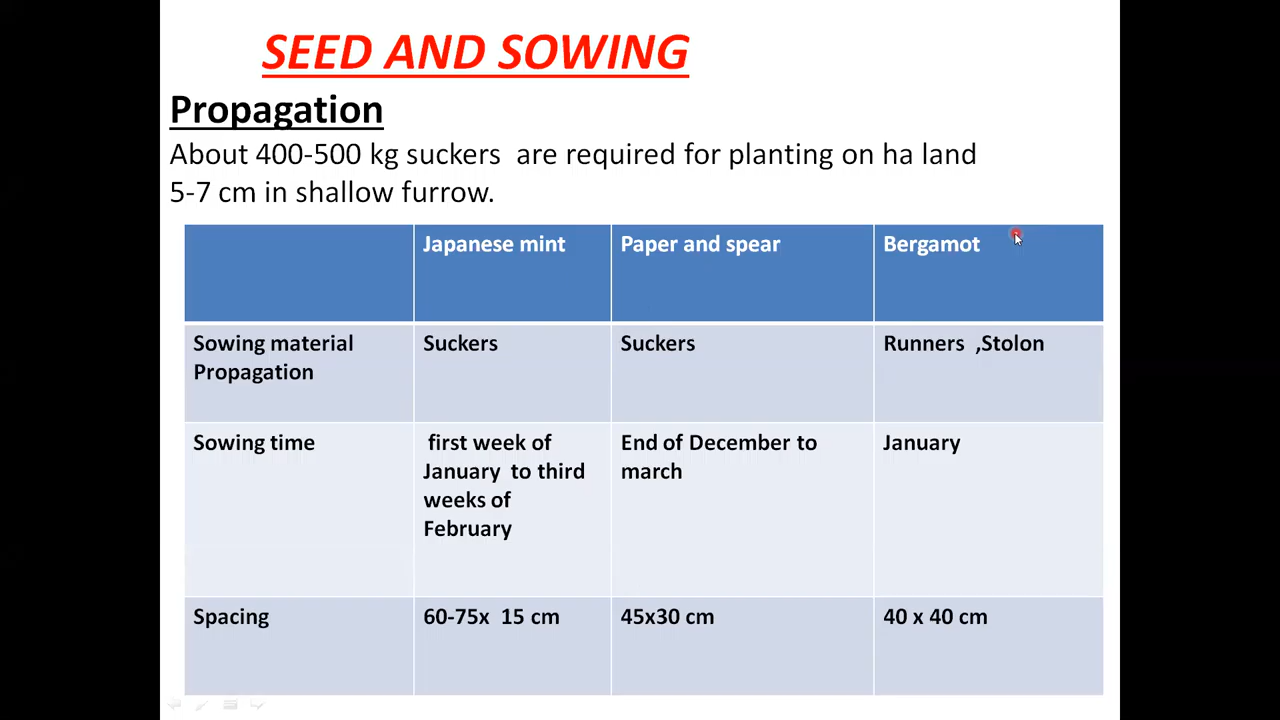 SEED AND SOWING
Propagation
About 400-500 kg suckers  are required for planting on ha land
5-7 cm in shallow furrow.
Japanese mint
Paper and spear
Bergamot
Sowing material
Propagation
Suckers
Suckers
Runners  ,Stolon
Sowing time
first week of
January  to third
weeks of
February
End of December to
march
January
Spacing
60-75x  15 cm
45x30 cm
40 x 40 cm